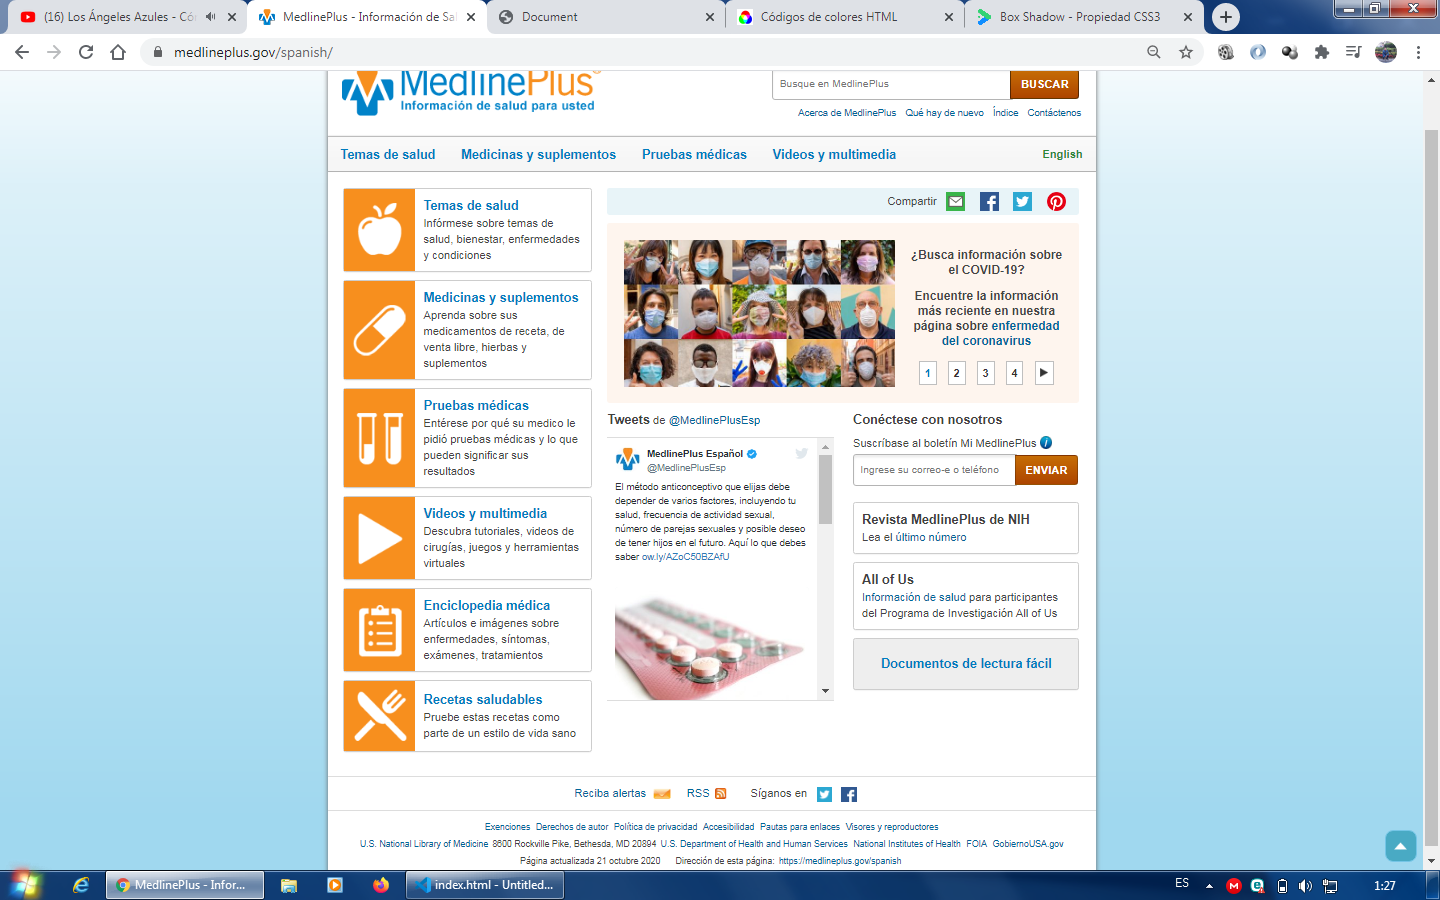 (16) Los Ángeles Azules - Có
MedlinePlus - Información de Sal
Document
Códigos de colores HTML
Box Shadow - Propiedad CSS3
medlineplus.gov/spanish/
MedlinePlus
Información de salud para usted
Busque en MedlinePlus
BUSCAR
Acerca de MedlinePlus Qué hay de nuevo Índice Contáctenos
Temas de salud Medicinas y suplementos Pruebas médicas Videos y multimedia English
Temas de salud
Infórmese sobre temas de
salud, bienestar, enfermedades
y condiciones
Medicinas y suplementos
Aprenda sobre sus
medicamentos de receta, de
venta libre, hierbas y
suplementos
Pruebas médicas
Entérese por qué su medico le
pidió pruebas médicas y lo que
pueden significar sus
resultados
Videos y multimedia
Descubra tutoriales, videos de
cirugías, juegos y herramientas
virtuales
Enciclopedia médica
Artículos e imágenes sobre
enfermedades, síntomas,
exámenes, tratamientos
Recetas saludables
Pruebe estas recetas como
parte de un estilo de vida sano
Compartir
¿Busca información sobre
el COVID-19?
Encuentre la información
más reciente en nuestra
página sobre enfermedad
del coronavirus
1 2 3 4
Tweets de @MedlinePlusEsp
MedlinePlus Español
@MedlinePlusEsp
El método anticonceptivo que elijas debe
depender de varios factores, incluyendo tu
salud, frecuencia de actividad sexual,
número de parejas sexuales y posible deseo
de tener hijos en el futuro. Aquí lo que debes
saber ow.ly/AZoC50BZAfU
Conéctese con nosotros
Suscríbase al boletín Mi MedlinePlus
Ingrese su correo-e o teléfono
ENVIAR
Revista MedlinePlus de NIH
Lea el último número
All of Us
Información de salud para participantes
del Programa de Investigación All of Us
Documentos de lectura fácil
Reciba alertas RSS Síganos en
Exenciones Derechos de autor Política de privacidad Accesibilidad Pautas para enlaces Visores y reproductores
U.S. National Library of Medicine 8600 Rockville Pike, Bethesda, MD 20894 U.S. Department of Health and Human Services National Institutes of Health FOIA GobiernoUSA.gov
Página actualizada 21 octubre 2020 Dirección de esta página: https://medlineplus.gov/spanish
MedlinePlus - Infor...
index.html - Untitled...
ES
1:27